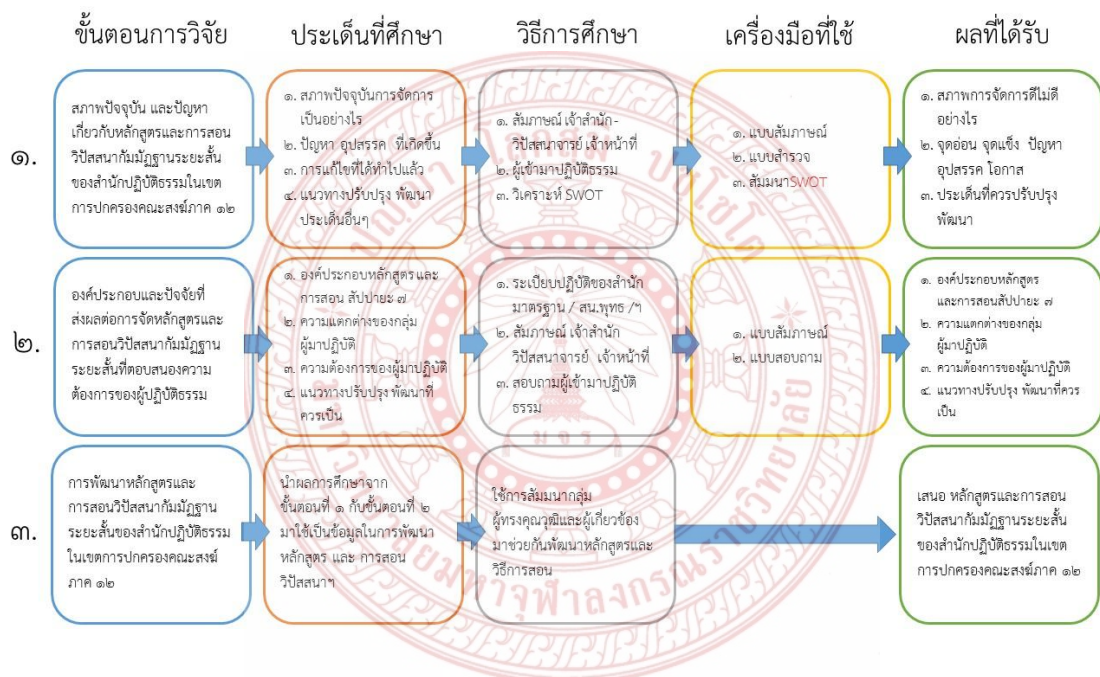 ขั้นตอนการวิจัย
ประเด็นที่ศึกษา
วิธีการศึกษา
เครื่องมือที่ใช้
ผลที่ได้รับ
๑.
สภาพปัจจุบัน และปัญหา
เกี่ยวกับหลักสูตรและการสอน
วิปัสสนากัมมัฏฐานระยะสั้น
ของสำนักปฏิบัติธรรมในเขต
การปกครองคณะสงฆ์ภาค ๑๒
๑. สภาพปัจจุบันการจัดการ
เป็นอย่างไร
๒. ปัญหา อุปสรรค ที่เกิดขึ้น
๓. การแก้ไขที่ได้ทำไปแล้ว
๔. แนวทางปรับปรุง พัฒนา
ประเด็นอื่นๆ
๑. สัมภาษณ์ เจ้าสำนัก-
วิปัสสนาจารย์ เจ้าหน้าที่
๒. ผู้เข้ามาปฏิบัติธรรม
๓. วิเคราะห์ SWOT
๑. แบบสัมภาษณ์
๒. แบบสำรวจ
๓. สัมมนาSWOT
๑. สภาพการจัดการดีไม่ดี
อย่างไร
๒. จุดอ่อน จุดแข็ง ปัญหา
อุปสรรค โอกาส
๓. ประเด็นที่ควรปรับปรุง
พัฒนา
๒.
องค์ประกอบและปัจจัยที่
ส่งผลต่อการจัดหลักสูตรและ
การสอนวิปัสสนากัมมัฏฐาน
ระยะสั้นที่ตอบสนองความ
ต้องการของผู้ปฏิบัติธรรม
๑. องค์ประกอบหลักสูตร และ
การสอน สัปปายะ ๗
๒. ความแตกต่างของกลุ่ม
ผู้มาปฏิบัติ
๓. ความต้องการของผู้มาปฏิบัติ
๔. แนวทางปรับปรุง พัฒนาที่
ควรเป็น
๑. ระเบียบปฏิบัติของสำนัก
มาตรฐาน / สน.พุทธ /ฯ
๒. สัมภาษณ์ เจ้าสำนัก
วิปัสสนาจารย์ เจ้าหน้าที่
๓. สอบถามผู้เข้ามาปฏิบัติ
ธรรม
๑. แบบสัมภาษณ์
๒. แบบสอบถาม
๑. องค์ประกอบหลักสูตร
และการสอนสัปปายะ ๗
๒. ความแตกต่างของกลุ่ม
ผู้มาปฏิบัติ
๓. ความต้องการของผู้มาปฏิบัติ
๔. แนวทางปรับปรุง พัฒนาที่ควร
เป็น
๓.
การพัฒนาหลักสูตรและ
การสอนวิปัสสนากัมมัฏฐาน
ระยะสั้นของสำนักปฏิบัติธรรม
ในเขตการปกครองคณะสงฆ์
ภาค ๑๒
นำผลการศึกษาจาก
ขั้นตอนที่ ๑ กับขั้นตอนที่ ๒
มาใช้เป็นข้อมูลในการพัฒนา
หลักสูตร และ การสอน
วิปัสสนาฯ
ใช้การสัมมนากลุ่ม
ผู้ทรงคุณวุฒิและผู้เกี่ยวข้อง
มาช่วยกันพัฒนาหลักสูตรและ
วิธีการสอน
เสนอ หลักสูตรและการสอน
วิปัสสนากัมมัฏฐานระยะสั้น
ของสำนักปฏิบัติธรรมในเขต
การปกครองคณะสงฆ์ภาค ๑๒
มจร